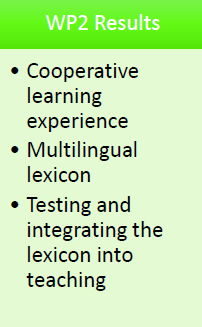 WP2 Results
• Cooperative
learning
experience
• Multilingual
lexicon
• Testing and
integrating the
lexicon into
teaching